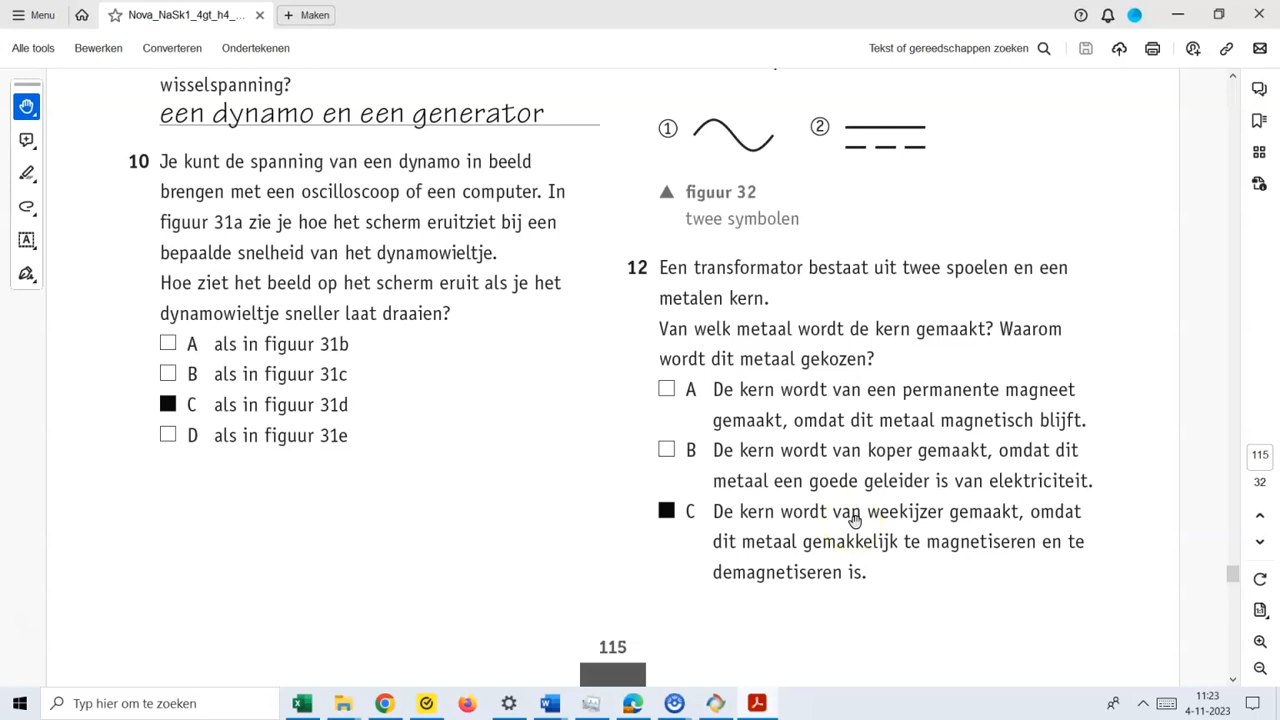 Menu
Nova_NaSk1_4gt_h4_...
Maken
Alle tools
Bewerken
Converteren
Ondertekenen
Tekst of gereedschappen zoeken
wisselspanning?
een dynamo en een generator
10 Je kunt de spanning van een dynamo in beeld
brengen met een oscilloscoop of een computer. In
figuur 31a zie je hoe het scherm eruitziet bij een
bepaalde snelheid van het dynamowieltje.
Hoe ziet het beeld op het scherm eruit als je het
dynamowieltje sneller laat draaien?
A als in figuur 31b
B als in figuur 31c
C als in figuur 31d
D als in figuur 31e
① ②
▲ figuur 32
twee symbolen
12 Een transformator bestaat uit twee spoelen en een
metalen kern.
Van welk metaal wordt de kern gemaakt? Waarom
wordt dit metaal gekozen?
A De kern wordt van een permanente magneet
gemaakt, omdat dit metaal magnetisch blijft.
B De kern wordt van koper gemaakt, omdat dit
metaal een goede geleider is van elektriciteit.
C De kern wordt van weekijzer gemaakt, omdat
dit metaal gemakkelijk te magnetiseren en te
demagnetiseren is.
115
115
32
Typ hier om te zoeken
11:23
4-11-2023